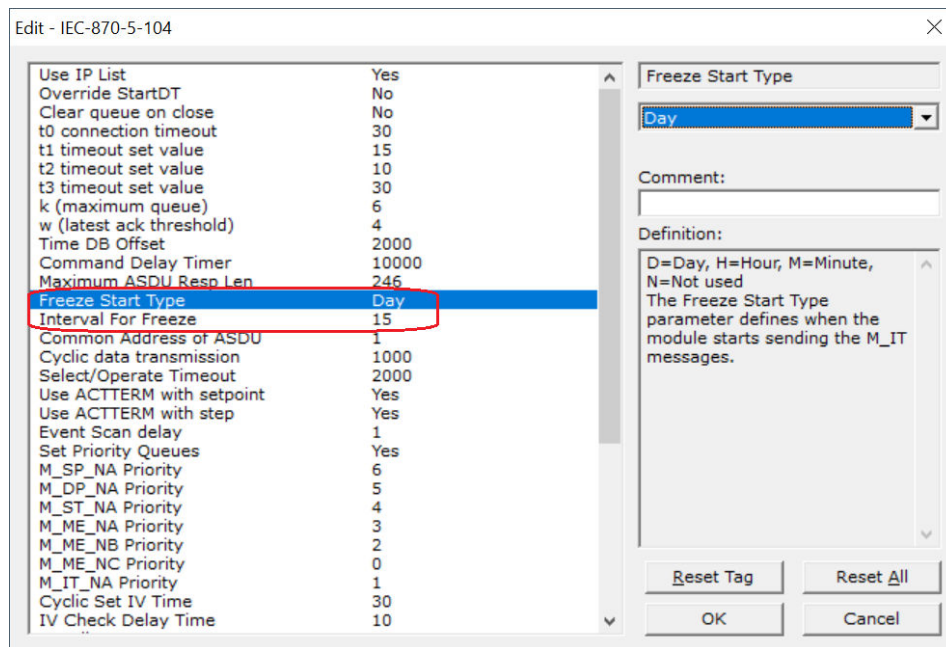 Edit - IEC-870-5-104
Use IP List Yes
Override StartDT No
Clear queue on close No
t0 connection timeout 30
t1 timeout set value 15
t2 timeout set value 10
t3 timeout set value 30
k (maximum queue) 6
w (latest ack threshold) 4
Time DB Offset 2000
Command Delay Timer 10000
Maximum ASDU Resp Len 246
Freeze Start Type Day
Interval For Freeze 15
Common Address of ASDU 1
Cyclic data transmission 1000
Select/Operate Timeout 2000
Use ACTTERM with setpoint Yes
Use ACTTERM with step Yes
Event Scan delay 1
Set Priority Queues Yes
M_SP_NA Priority 6
M_DP_NA Priority 5
M_ST_NA Priority 4
M_ME_NA Priority 3
M_ME_NB Priority 2
M_ME_NC Priority 0
M_IT_NA Priority 1
Cyclic Set IV Time 30
IV Check Delay Time 10
Freeze Start Type
Day
Comment:
Definition:
D=Day, H=Hour, M=Minute,
N=Not used
The Freeze Start Type
parameter defines when the
module starts sending the M_IT
messages.
Reset Tag
Reset All
OK
Cancel